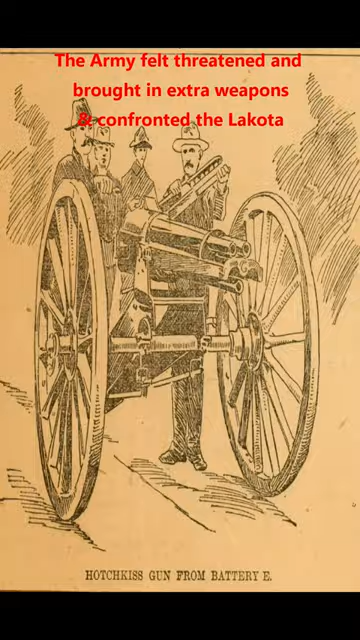 The Army felt threatened and
brought in extra weapons
& confronted the Lakota
HOTCHKISS GUN FROM BATTERY E.